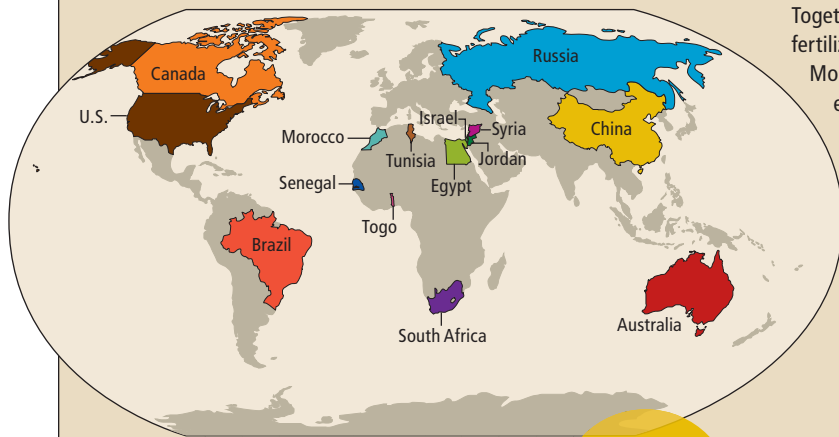 Toget
fertiliz
Mo
e
Canada
Russia
U.S.
China
Israel
Syria
Morocco
Tunisia
Jordan
Senegal
Egypt
Togo
Brazil
South Africa
Australia